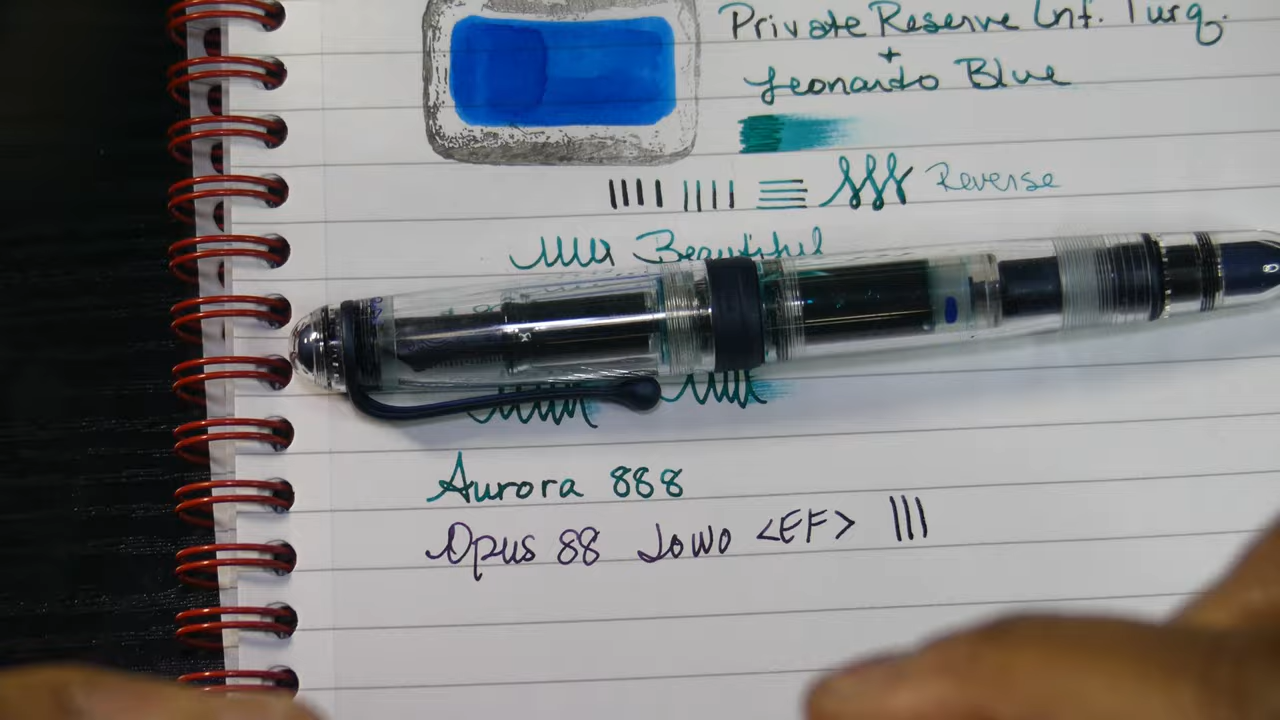 Private Reserve Inf. Turq.
+
Leonardo Blue
Reverse
Beautiful
Aurora 888
Opus 88 Jowo <EF>